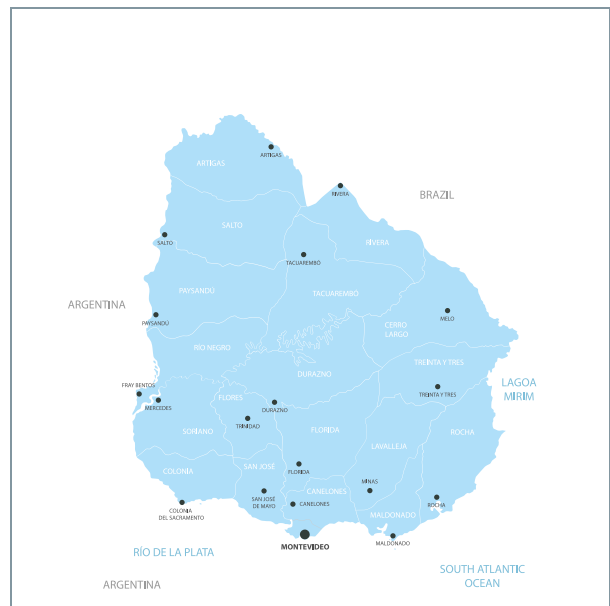 ARTIGAS
ARTIGAS
RIVERA
BRAZIL
SALTO
SALTO
RÍVERA
TACUAREMBÓ
PAYSANDÚ
TACUAREMBÓ
ARGENTINA
MELO
PAYSANDÚ
CERRO
LARGO
RIO NEGRO
TREINTA Y TRES
DURAZNO
FRAY BENTOS
LAGOA
MIRIM
TREINTA Y TRES
FLORES
MERCEDES
DURAZNO
TRINIDAD
SORIANO
FLORIDA
ROCHA
LAVALLEJA
COLONÍA
SAN JOSÉ
FLORIDA
MINAS
CANELONES
SAN JOSÉ
DE MAYO
CANELONES
ROCHA
COLONIA
DEL SACRAMENTO
MALDONADO
MONTEVIDEO
MALDONADO
RÍO DE LA PLATA
SOUTH ATLANTIC
OCEAN
ARGENTINA